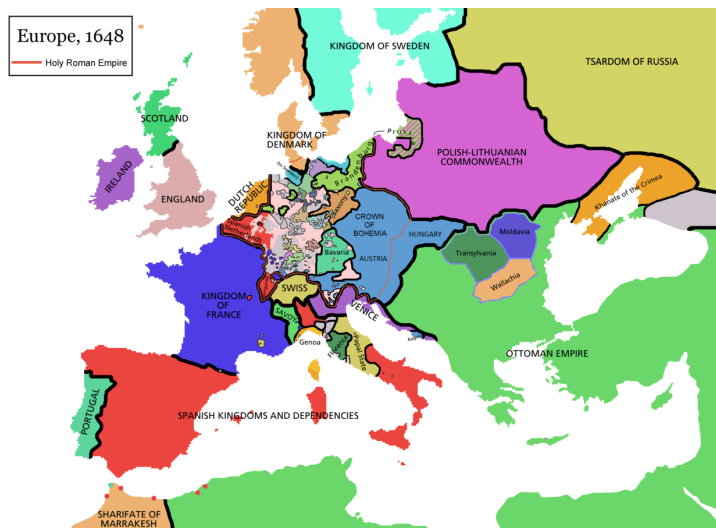 Europe, 1648
Holy Roman Empire
KINGDOM OF SWEDEN
TSARDOM OF RUSSIA
SCOTLAND
KINGDOM OF
DENMARK
Prussia
POLISH-LITHUANIAN
COMMONWEALTH
IRELAND
ENGLAND
DUTCH
REPUBLIC
Brandenburg
Saxony
Khanate of the Crimea
Spanish
Netherlands
CROWN
OF
BOHEMIA
HUNGARY
Moldavia
Transylvania
Bavaria
AUSTRIA
Wallachia
SWISS
KINGDOM
OF
FRANCE
SAVOY
VENICE
Genoa
Florence
Papal State
OTTOMAN EMPIRE
PORTUGAL
SPANISH KINGDOMS AND DEPENDENCIES
SHARIFATE OF
MARRAKESH